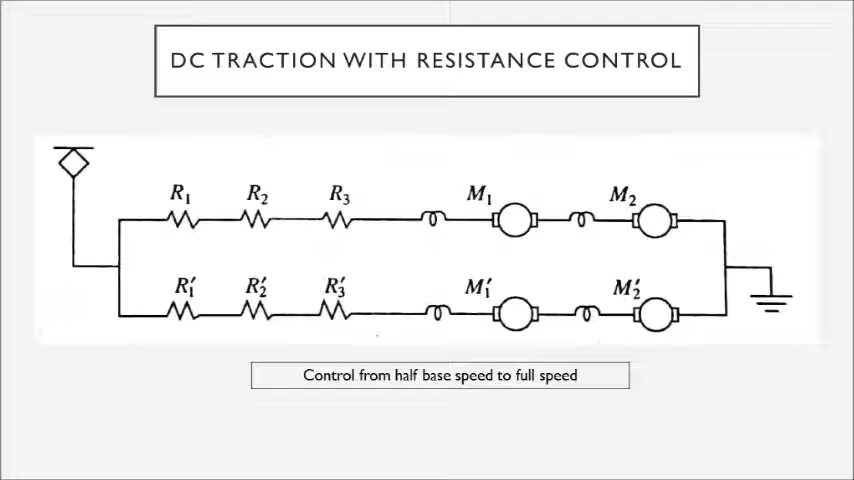 DC TRACTION WITH RESISTANCE CONTROL
R₁ R₂ R₃ M₁ M₂
R₁′ R₂′ R₃′ M₁′ M₂′
Control from half base speed to full speed